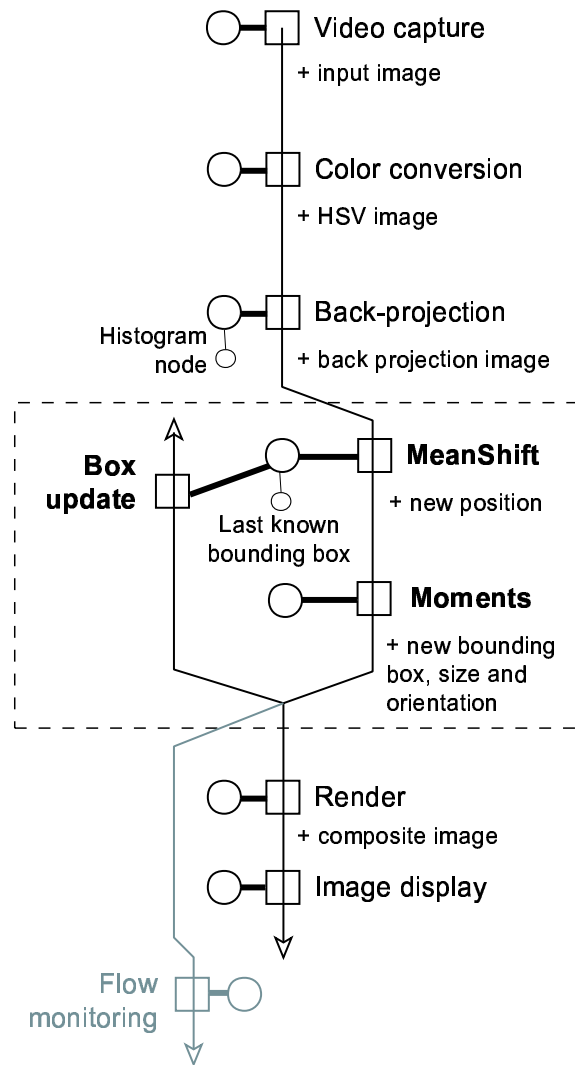 Video capture
+ input image
Color conversion
+ HSV image
Back-projection
Histogram
node
+ back projection image
Box
update
MeanShift
+ new position
Last known
bounding box
Moments
+ new bounding
box, size and
orientation
Render
+ composite image
Image display
Flow
monitoring